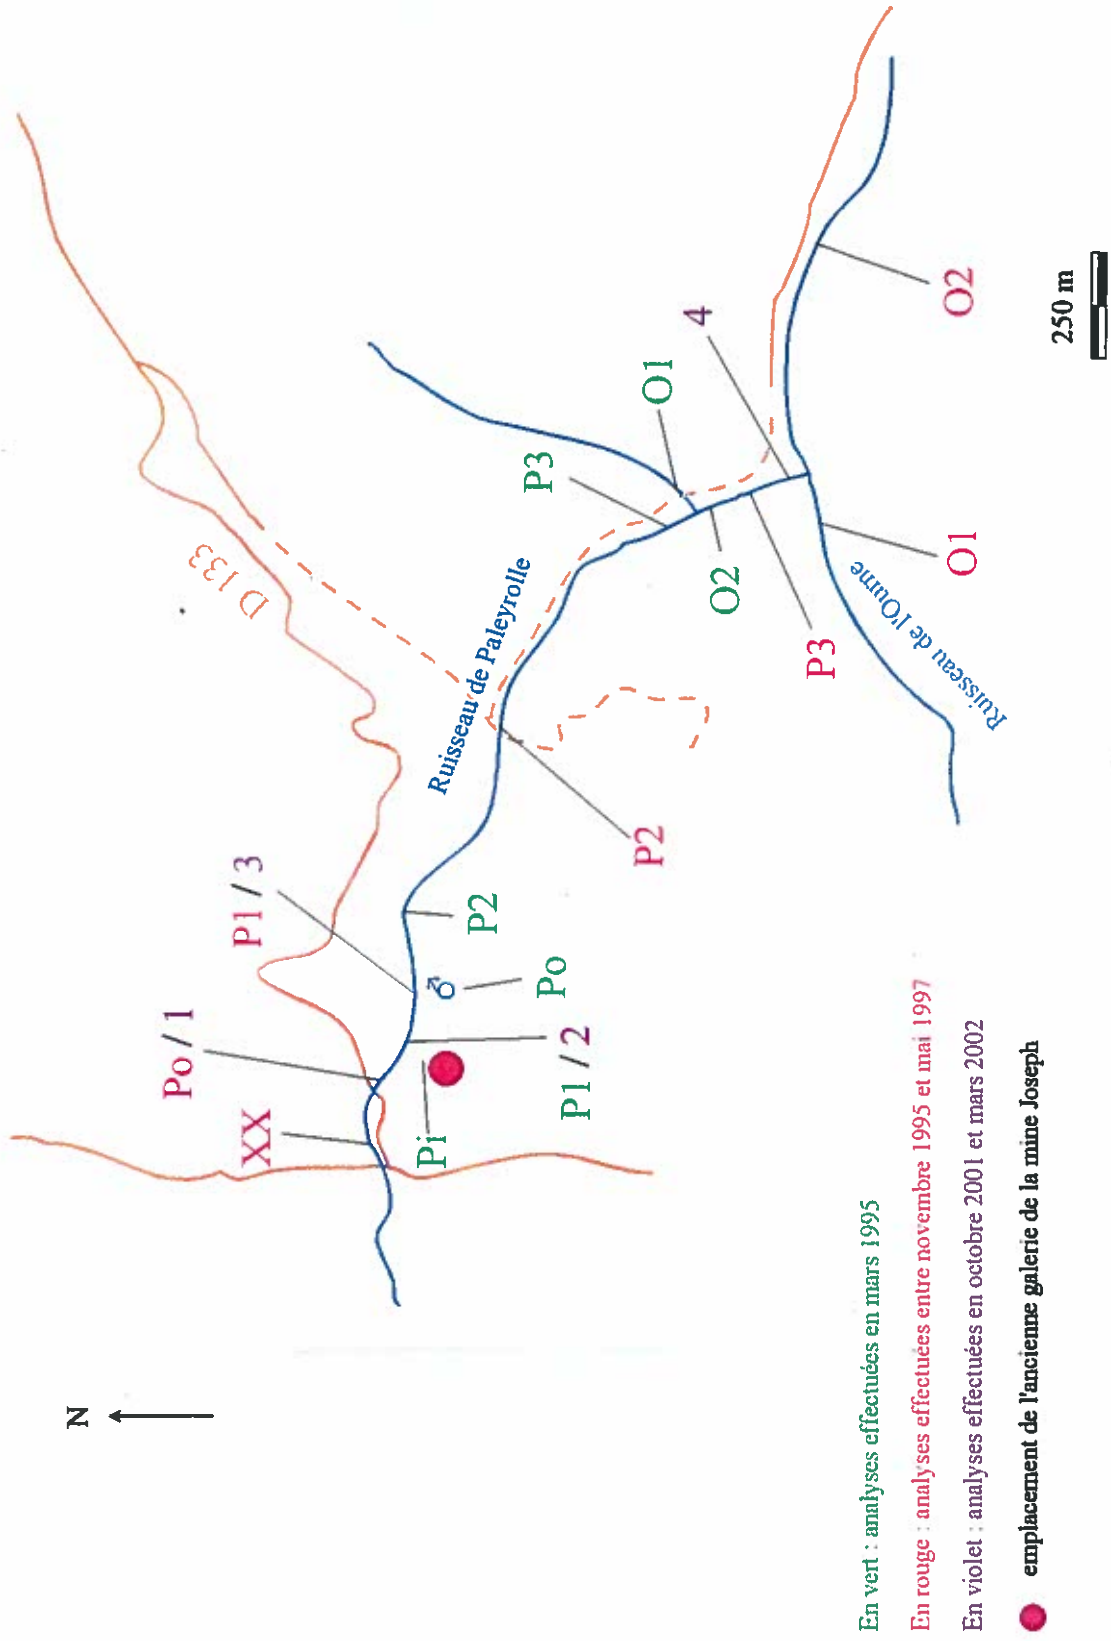 N
D 133
XX
Po / 1
P1 / 3
Pi
P1 / 2
Po
P2
Ruisseau de Paleyrolle
P2
P3
O1
4
O2
P3
Ruisseau de l'Ourne
O1
O2
250 m
En vert : analyses effectuées en mars 1995
En rouge : analyses effectuées entre novembre 1995 et mai 1997
En violet : analyses effectuées en octobre 2001 et mars 2002
emplacement de l'ancienne galerie de la mine Joseph